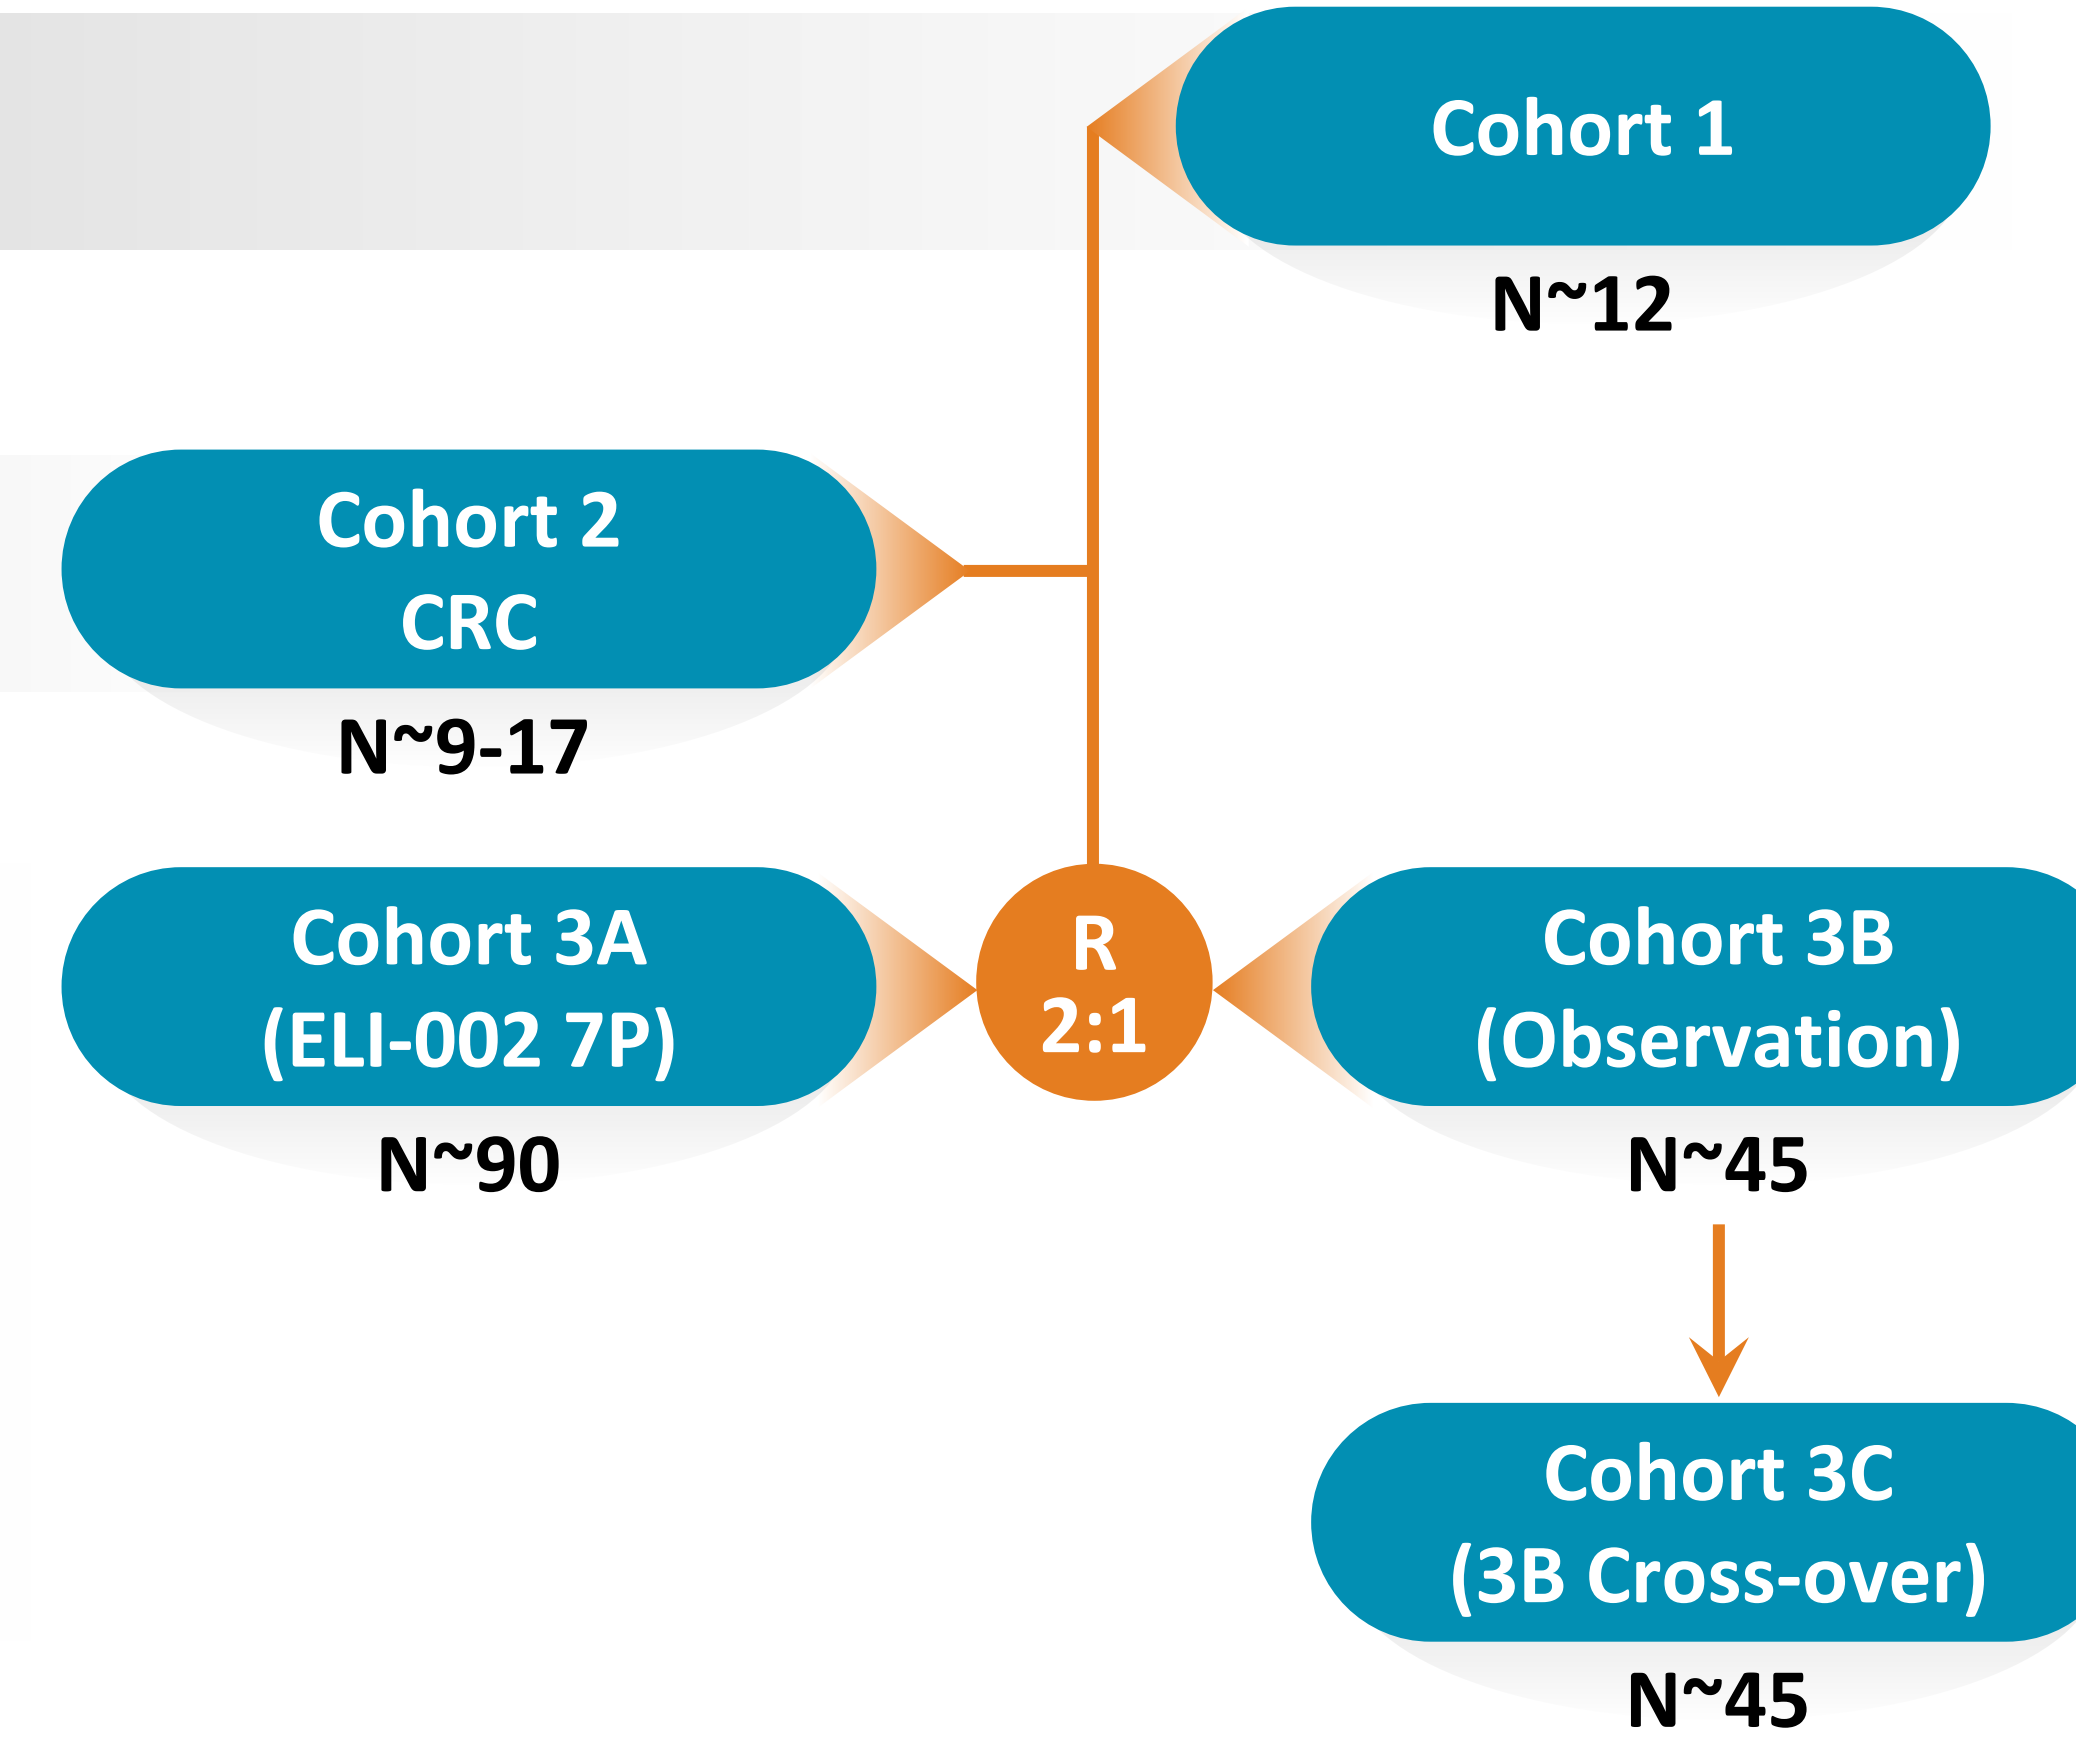 Cohort 1
N~12
Cohort 2
CRC
N~9-17
Cohort 3A
(ELI-002 7P)
N~90
R
2:1
Cohort 3B
(Observation)
N~45
Cohort 3C
(3B Cross-over)
N~45